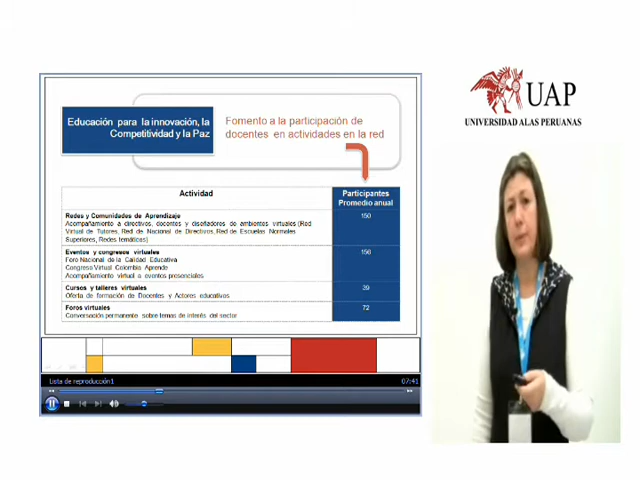 UAP
UNIVERSIDAD ALAS PERUANAS
Educación para la innovación, la
Competitividad y la Paz
Fomento a la participación de
docentes en actividades en la red
Actividad
Participantes
Promedio anual
Redes y Comunidades de Aprendizaje
Acompañamiento a directivos, docentes y diseñadores de ambientes virtuales (Red
Virtual de Tutores, Red de Nacional de Directivos, Red de Escuelas Normales
Superiores, Redes temáticas)
150
Eventos y congresos virtuales
Foro Nacional de la Calidad Educativa
Congreso Virtual Colombia Aprende
Acompañamiento virtual a eventos presenciales
150
Cursos y talleres virtuales
Oferta de formación de Docentes y Actores educativos
39
Foros virtuales
Conversación permanente sobre temas de interés del sector
72
Lista de reproducción1
07:41